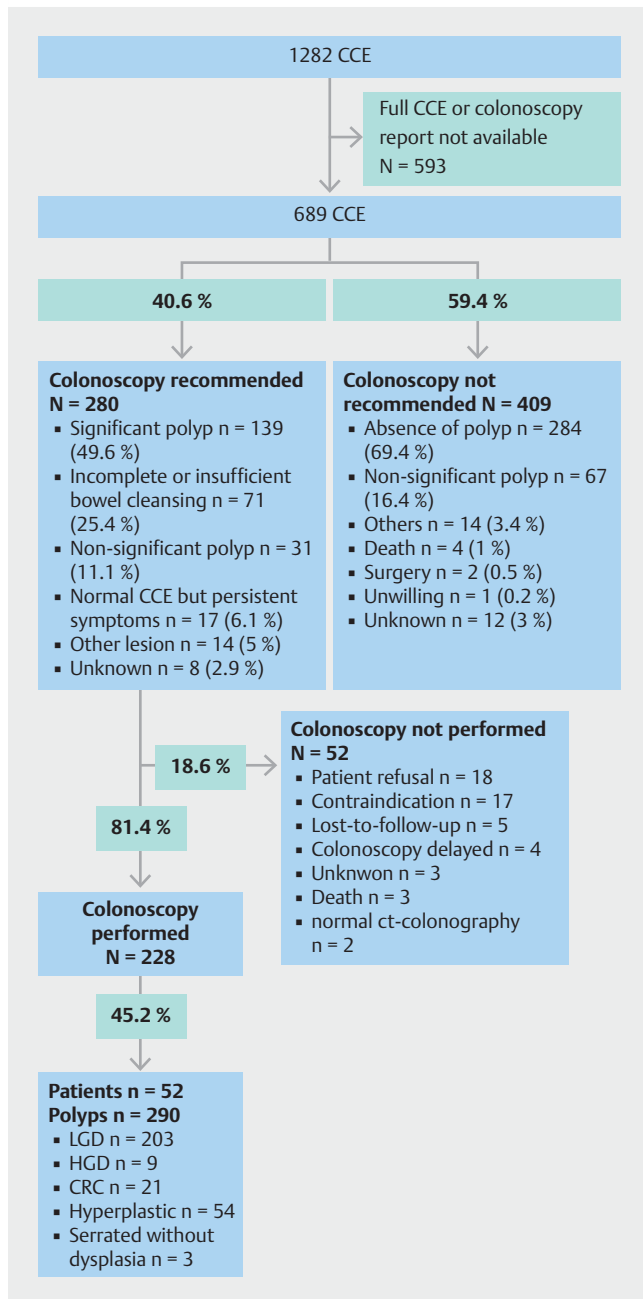 1282 CCE
Full CCE or colonoscopy
report not available
N = 593
689 CCE
40.6 %
59.4 %
Colonoscopy recommended
N = 280
▪ Significant polyp n = 139
(49.6 %)
▪ Incomplete or insufficient
bowel cleansing n = 71
(25.4 %)
▪ Non-significant polyp n = 31
(11.1 %)
▪ Normal CCE but persistent
symptoms n = 17 (6.1 %)
▪ Other lesion n = 14 (5 %)
▪ Unknown n = 8 (2.9 %)
Colonoscopy not
recommended N = 409
▪ Absence of polyp n = 284
(69.4 %)
▪ Non-significant polyp n = 67
(16.4 %)
▪ Others n = 14 (3.4 %)
▪ Death n = 4 (1 %)
▪ Surgery n = 2 (0.5 %)
▪ Unwilling n = 1 (0.2 %)
▪ Unknown n = 12 (3 %)
18.6 %
Colonoscopy not performed
N = 52
▪ Patient refusal n = 18
▪ Contraindication n = 17
▪ Lost-to-follow-up n = 5
▪ Colonoscopy delayed n = 4
▪ Unknwon n = 3
▪ Death n = 3
▪ normal ct-colonography
n = 2
81.4 %
Colonoscopy
performed
N = 228
45.2 %
Patients n = 52
Polyps n = 290
▪ LGD n = 203
▪ HGD n = 9
▪ CRC n = 21
▪ Hyperplastic n = 54
▪ Serrated without
dysplasia n = 3